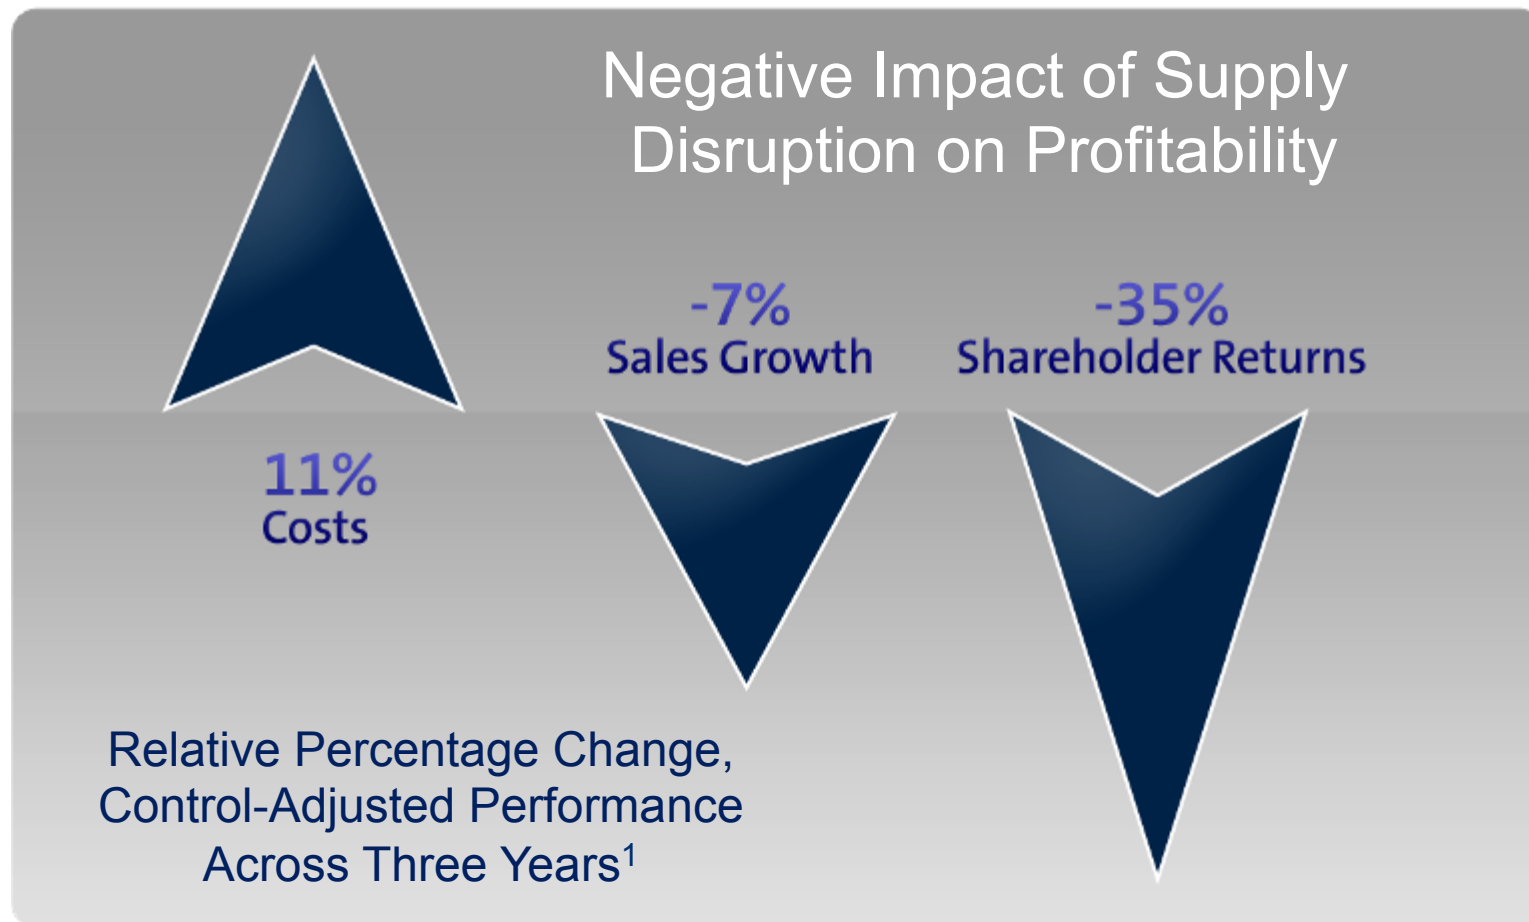 Negative Impact of Supply
Disruption on Profitability
-7%
Sales Growth
-35%
Shareholder Returns
11%
Costs
Relative Percentage Change,
Control-Adjusted Performance
Across Three Years¹